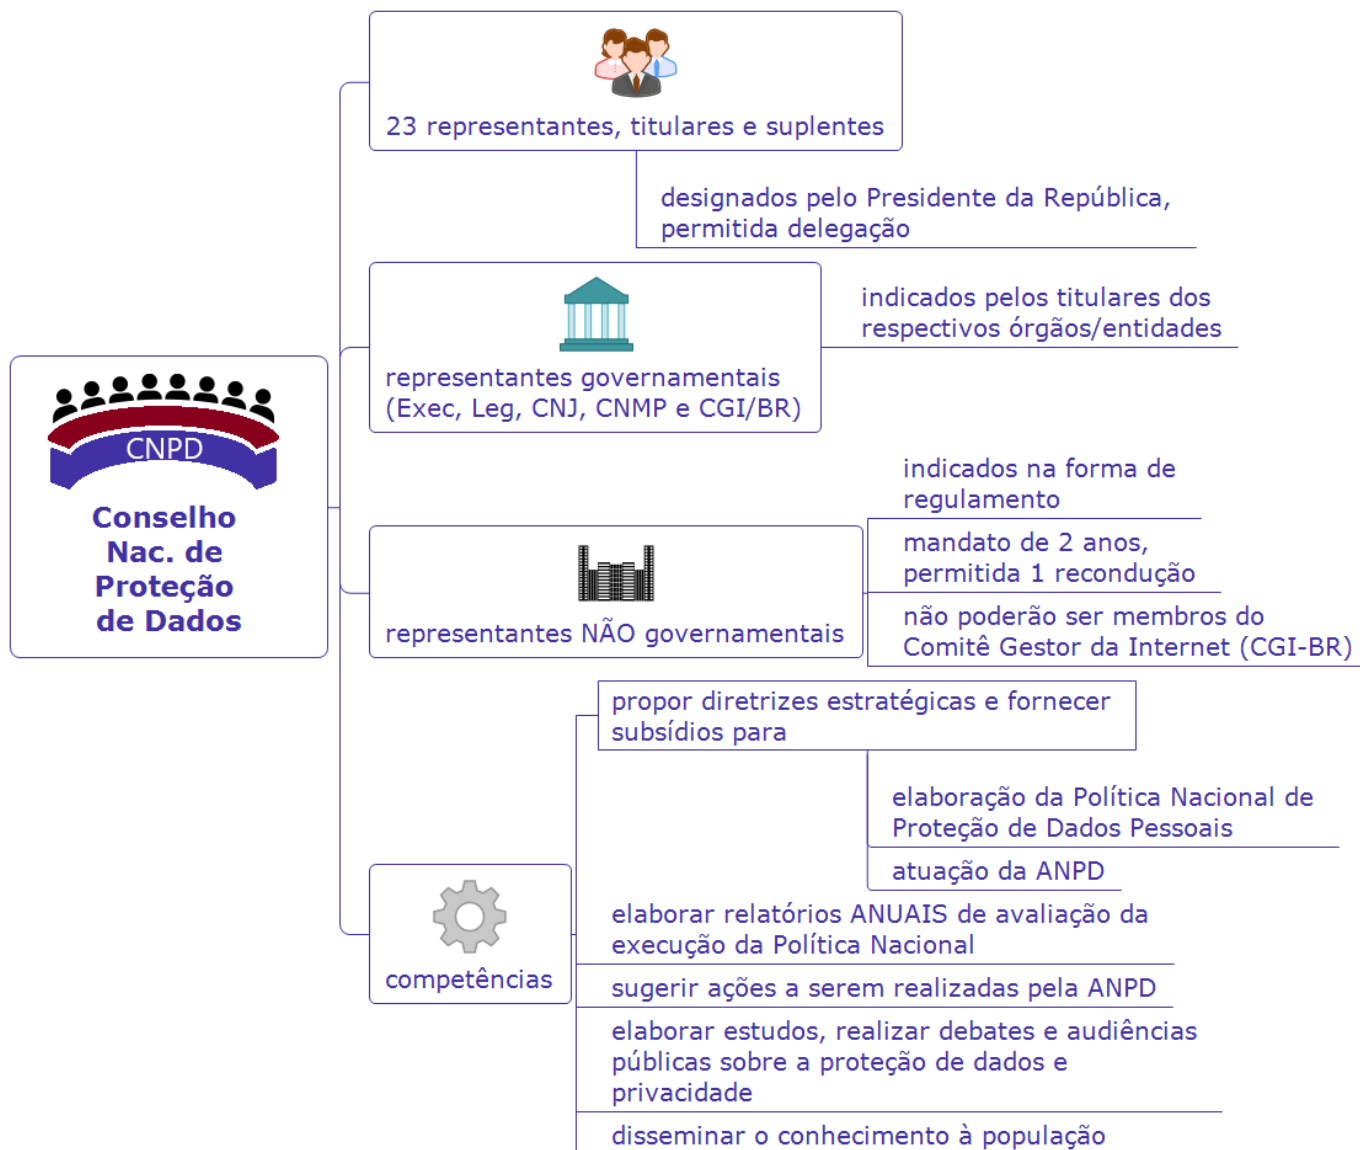 23 representantes, titulares e suplentes
designados pelo Presidente da República,
permitida delegação
representantes governamentais
(Exec, Leg, CNJ, CNMP e CGI/BR)
indicados pelos titulares dos
respectivos órgãos/entidades
CNPD
Conselho
Nac. de
Proteção
de Dados
representantes NÃO governamentais
indicados na forma de
regulamento
mandato de 2 anos,
permitida 1 recondução
não poderão ser membros do
Comitê Gestor da Internet (CGI-BR)
competências
propor diretrizes estratégicas e fornecer
subsídios para
elaboração da Política Nacional de
Proteção de Dados Pessoais
atuação da ANPD
elaborar relatórios ANUAIS de avaliação da
execução da Política Nacional
sugerir ações a serem realizadas pela ANPD
elaborar estudos, realizar debates e audiências
públicas sobre a proteção de dados e
privacidade
disseminar o conhecimento à população